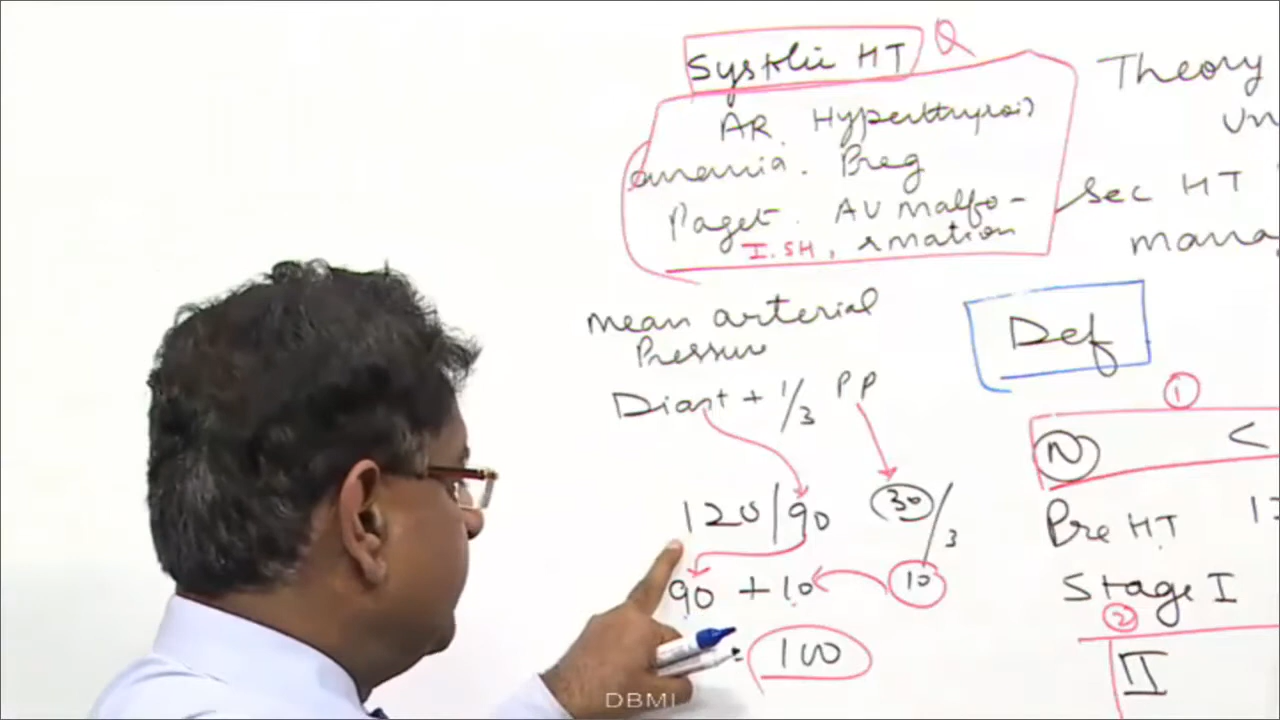 Systolic HT Q
AR. Hyperthyroid
anemia. Preg
Paget. AV malfo-
I.SH, rmation
Theory
un
sec HT
mana
mean arterial
Pressure
Diast + 1/3 PP
120/90 30/3
90 + 10 10
= 100
Def
1
N <
Pre HT 13
Stage I
2
II
DBMI